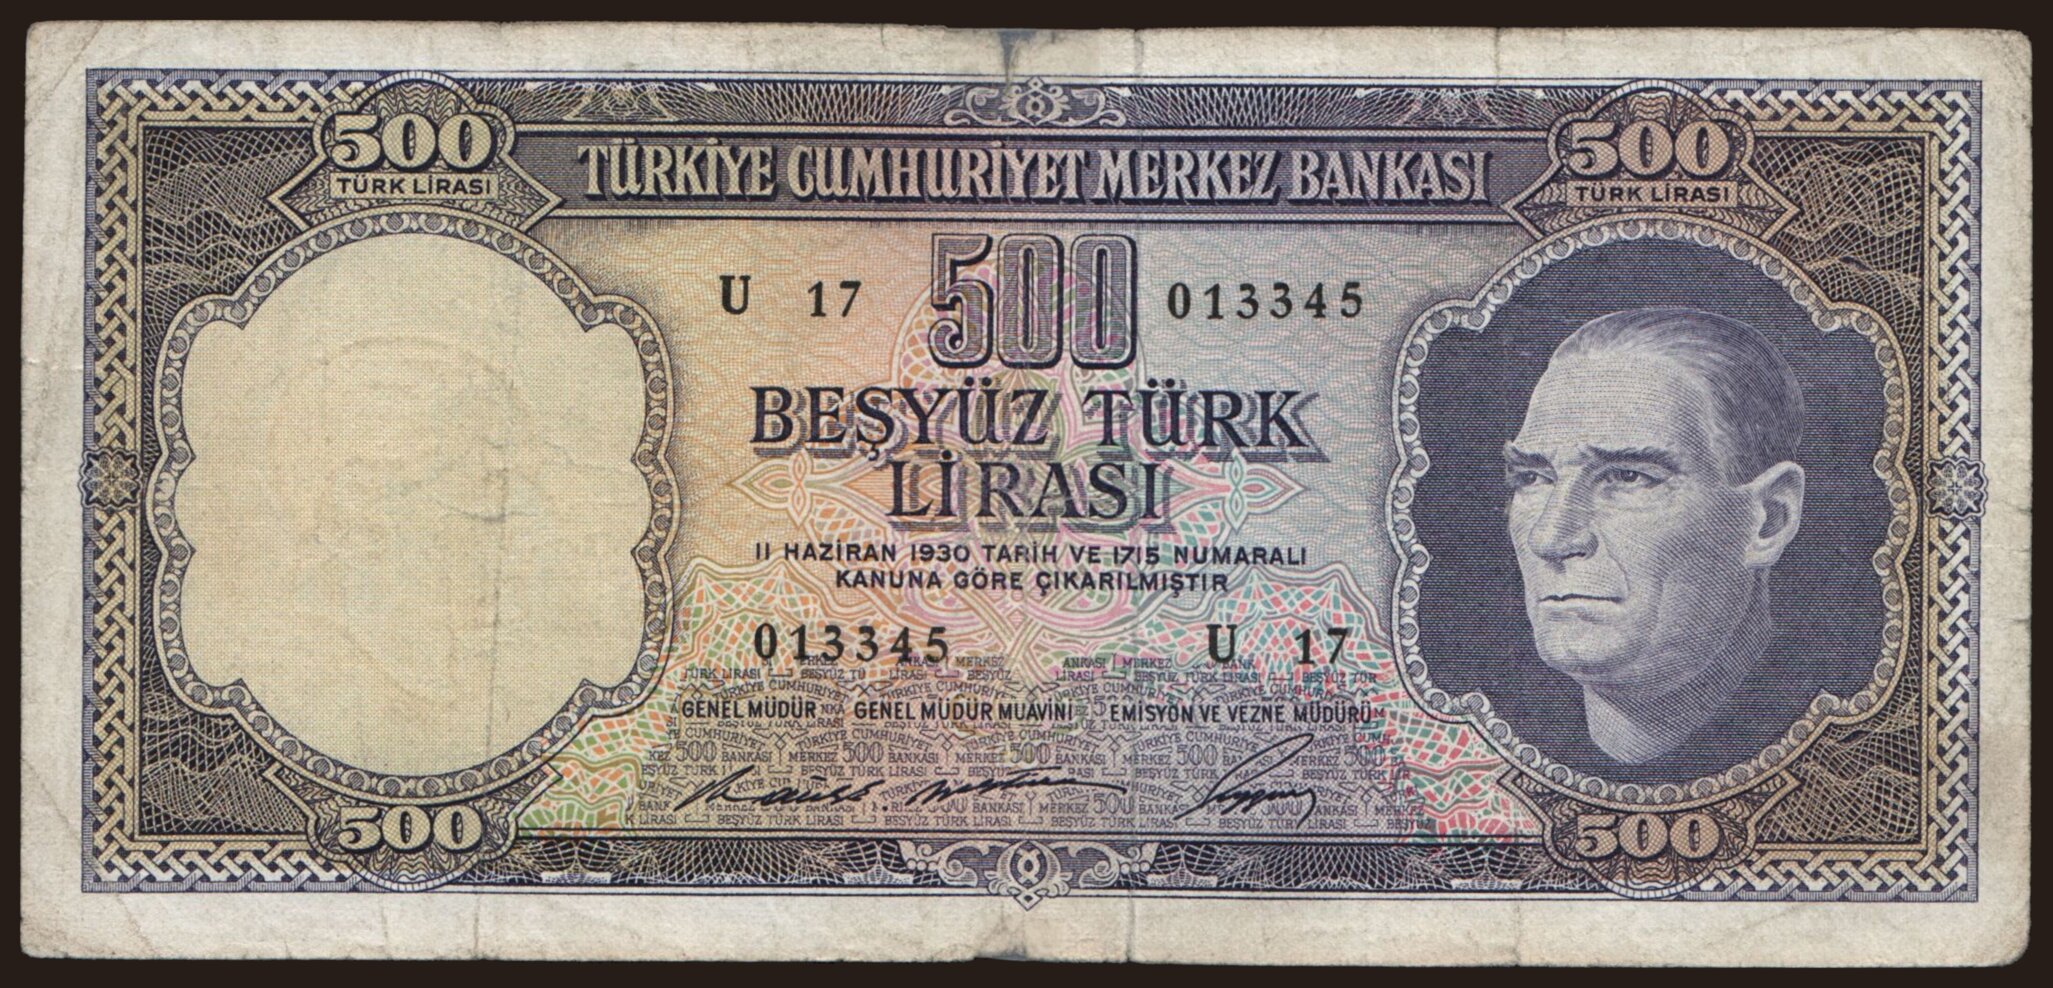 500 500
TÜRK LİRASI TÜRK LİRASI
TÜRKİYE CUMHURİYET MERKEZ BANKASI
500
U 17 013345
BEŞYÜZ TÜRK
LİRASI
11 HAZİRAN 1930 TARİH VE 1715 NUMARALI
KANUNA GÖRE ÇIKARILMIŞTIR
013345 U 17
GENEL MÜDÜR GENEL MÜDÜR MUAVİNİ EMİSYON VE VEZNE MÜDÜRÜ
500 500